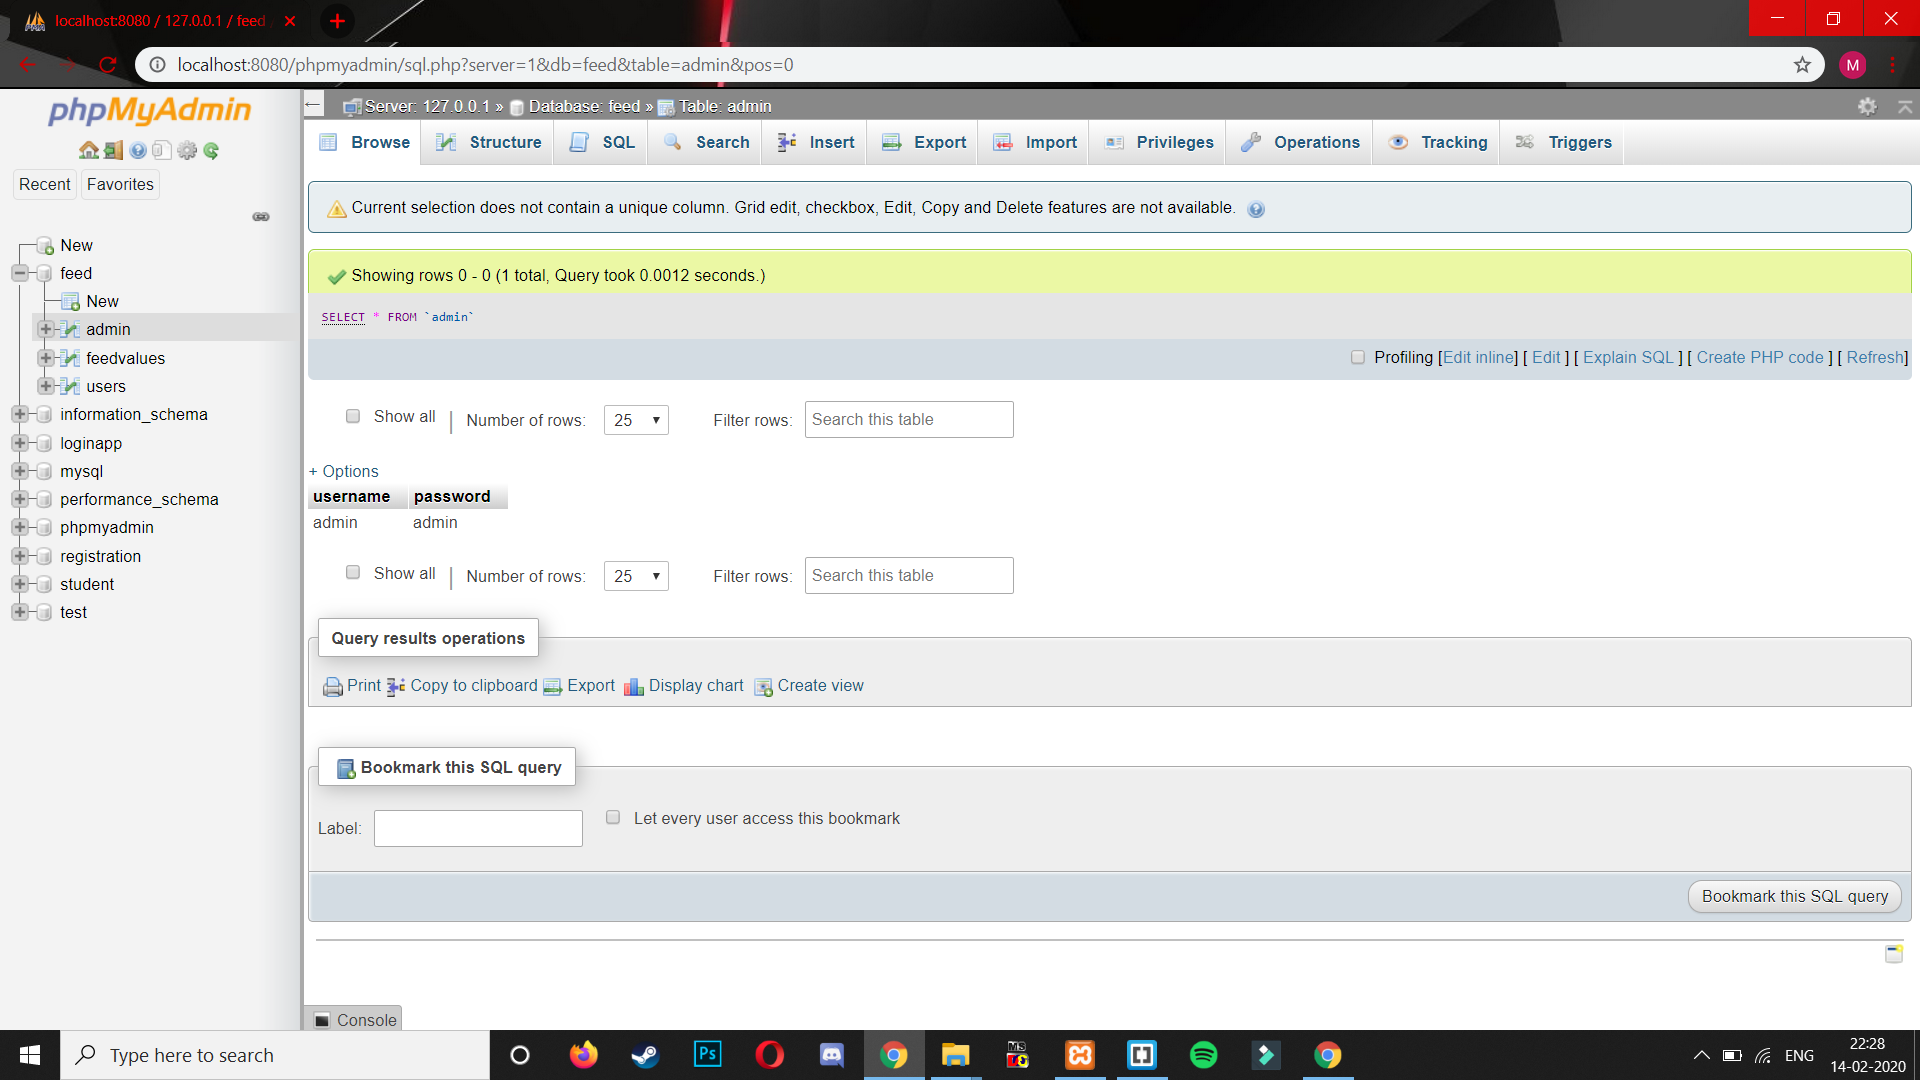 localhost:8080 / 127.0.0.1 / feed
localhost:8080/phpmyadmin/sql.php?server=1&db=feed&table=admin&pos=0
M
phpMyAdmin
Recent
Favorites
New
feed
New
admin
feedvalues
users
information_schema
loginapp
mysql
performance_schema
phpmyadmin
registration
student
test
Server: 127.0.0.1 » Database: feed » Table: admin
Browse Structure SQL Search Insert Export Import Privileges Operations Tracking Triggers
Current selection does not contain a unique column. Grid edit, checkbox, Edit, Copy and Delete features are not available.
Showing rows 0 - 0 (1 total, Query took 0.0012 seconds.)
SELECT * FROM `admin`
Profiling [Edit inline] [ Edit ] [ Explain SQL ] [ Create PHP code ] [ Refresh]
Show all | Number of rows: 25 Filter rows: Search this table
+ Options
username password
admin admin
Show all | Number of rows: 25 Filter rows: Search this table
Query results operations
Print Copy to clipboard Export Display chart Create view
Bookmark this SQL query
Label: Let every user access this bookmark
Bookmark this SQL query
Console
Type here to search
Ps
ENG
22:28
14-02-2020